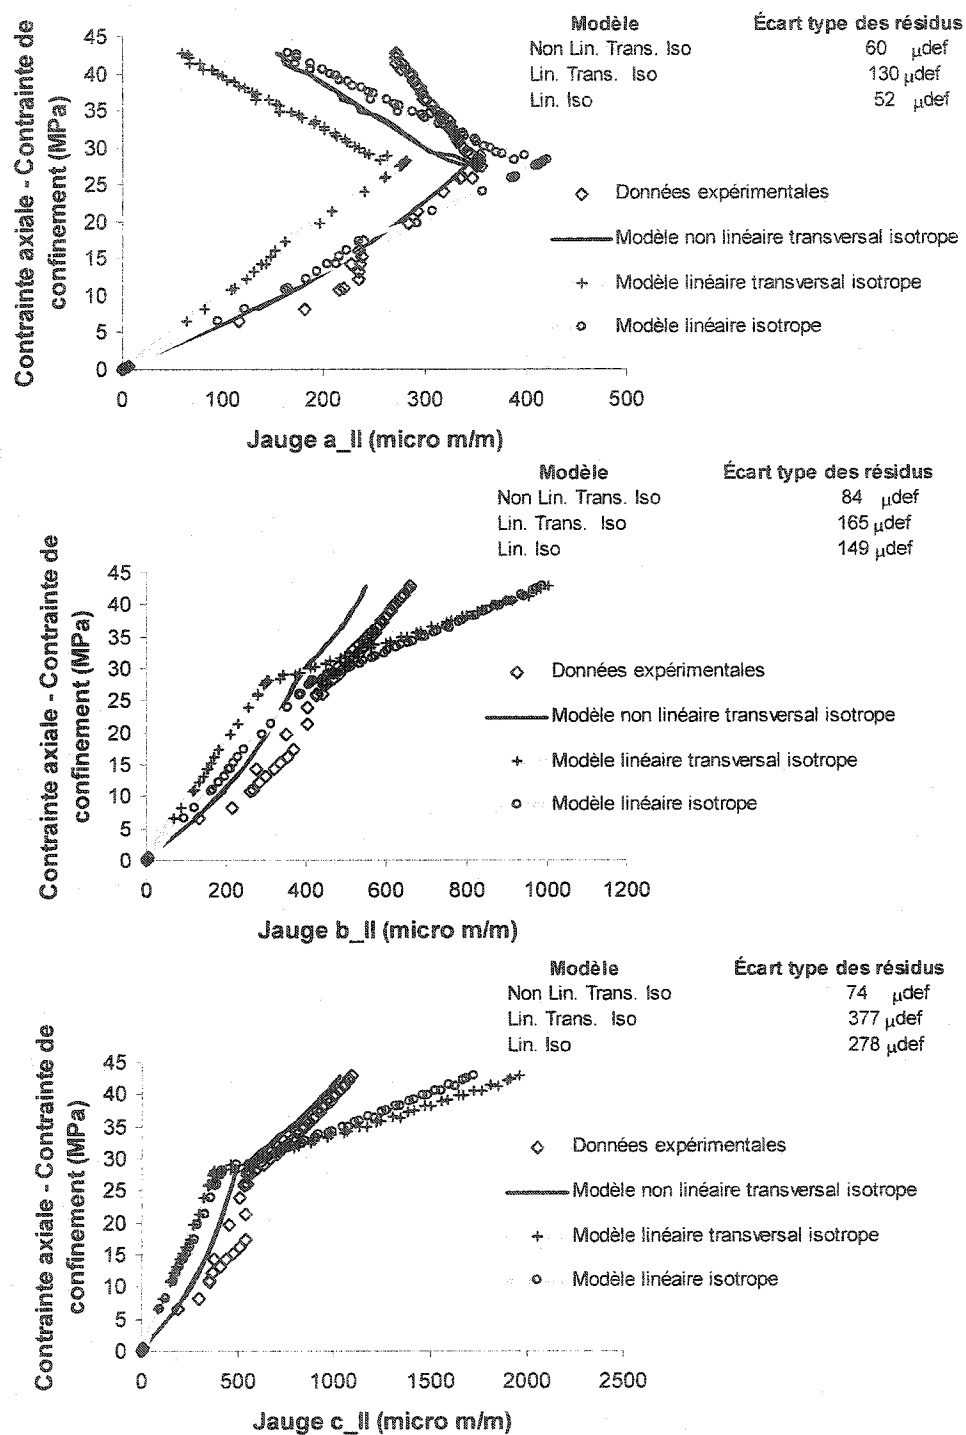 Modèle Écart type des résidus
Non Lin. Trans. Iso 60 μdef
Lin. Trans. Iso 130 μdef
Lin. Iso 52 μdef
Contrainte axiale - Contrainte de
confinement (MPa)
45
40
35
30
25
20
15
10
5
0
0 100 200 300 400 500
Jauge a_II (micro m/m)
Données expérimentales
Modèle non linéaire transversal isotrope
Modèle linéaire transversal isotrope
Modèle linéaire isotrope
Modèle Écart type des résidus
Non Lin. Trans. Iso 84 μdef
Lin. Trans. Iso 165 μdef
Lin. Iso 149 μdef
Contrainte axiale - Contrainte de
confinement (MPa)
45
40
35
30
25
20
15
10
5
0
0 200 400 600 800 1000 1200
Jauge b_II (micro m/m)
Données expérimentales
Modèle non linéaire transversal isotrope
Modèle linéaire transversal isotrope
Modèle linéaire isotrope
Modèle Écart type des résidus
Non Lin. Trans. Iso 74 μdef
Lin. Trans. Iso 377 μdef
Lin. Iso 278 μdef
Contrainte axiale - Contrainte de
confinement (MPa)
45
40
35
30
25
20
15
10
5
0
0 500 1000 1500 2000 2500
Jauge c_II (micro m/m)
Données expérimentales
Modèle non linéaire transversal isotrope
Modèle linéaire transversal isotrope
Modèle linéaire isotrope